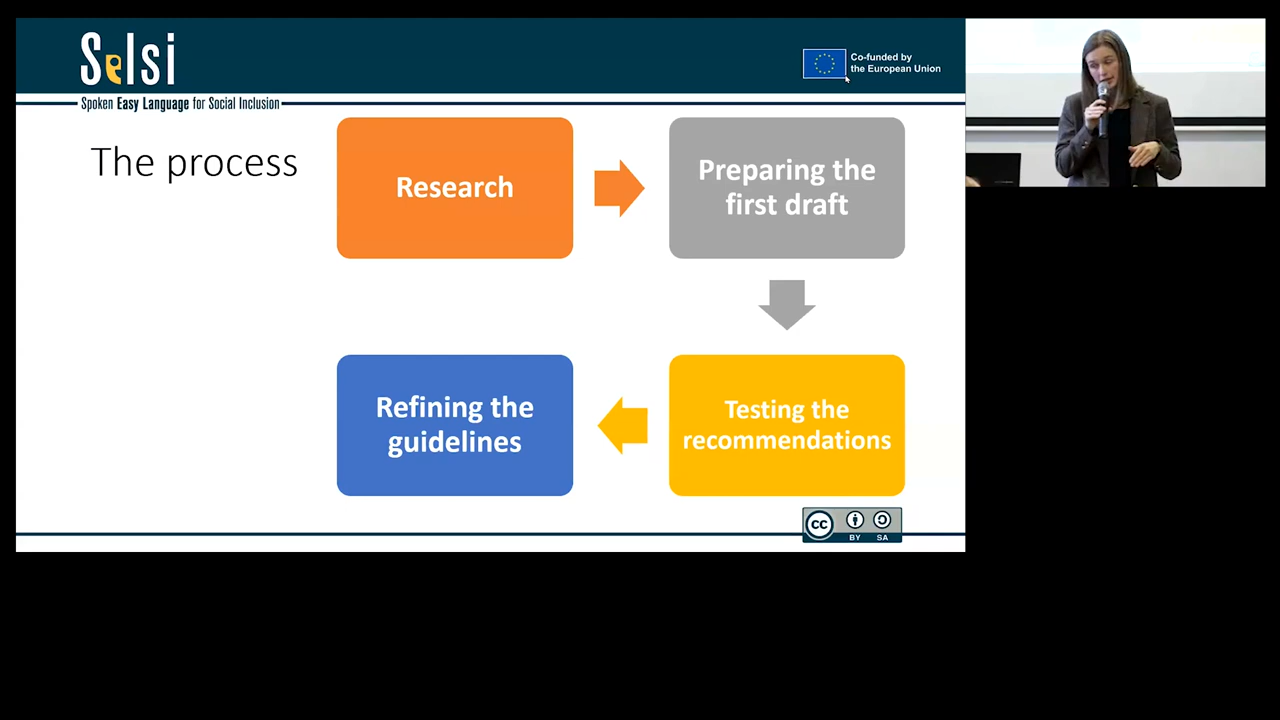 Selsi
Spoken Easy Language for Social Inclusion
Co-funded by
the European Union
The process
Research
Preparing the
first draft
Testing the
recommendations
Refining the
guidelines
CC
BY SA